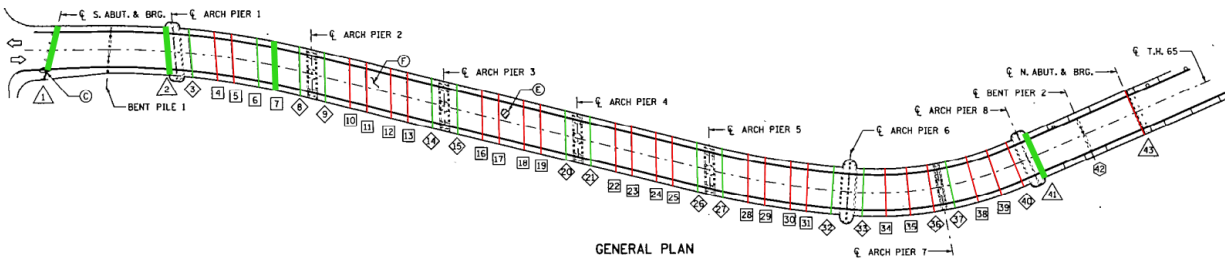 ℄ S. ABUT. & BRG.
℄ ARCH PIER 1
℄ ARCH PIER 2
℄ ARCH PIER 3
℄ ARCH PIER 4
℄ ARCH PIER 5
℄ ARCH PIER 6
℄ ARCH PIER 8
℄ BENT PIER 2
℄ N. ABUT. & BRG.
℄ T.H. 65
F
E
1
C
BENT PILE 1
2
3
4
5
6
7
8
9
10
11
12
13
14
15
16
17
18
19
20
21
22
23
24
25
26
27
28
29
30
31
32
33
34
35
36
37
38
39
40
41
42
43
℄ ARCH PIER 7
GENERAL PLAN